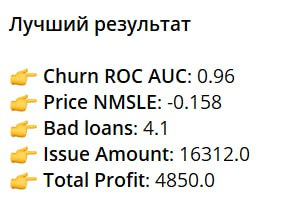 Лучший результат
👉 Churn ROC AUC: 0.96
👉 Price NMSLE: -0.158
👉 Bad loans: 4.1
👉 Issue Amount: 16312.0
👉 Total Profit: 4850.0